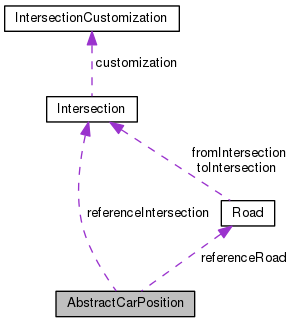 IntersectionCustomization
customization
Intersection
fromIntersection
toIntersection
referenceIntersection
Road
referenceRoad
AbstractCarPosition